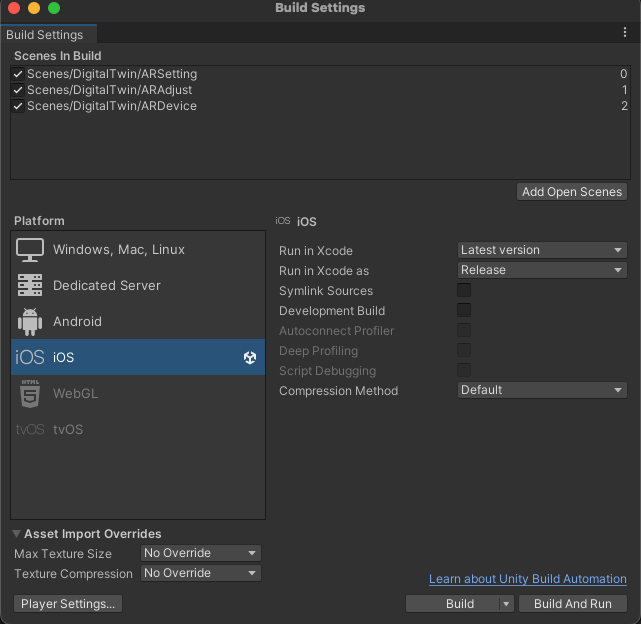 Build Settings
Build Settings
Scenes In Build
Scenes/DigitalTwin/ARSetting 0
Scenes/DigitalTwin/ARAdjust 1
Scenes/DigitalTwin/ARDevice 2
Add Open Scenes
Platform
Windows, Mac, Linux
Dedicated Server
Android
iOS iOS
HTML 5 WebGL
tvOS tvOS
iOS iOS
Run in Xcode Latest version
Run in Xcode as Release
Symlink Sources
Development Build
Autoconnect Profiler
Deep Profiling
Script Debugging
Compression Method Default
Asset Import Overrides
Max Texture Size No Override
Texture Compression No Override
Learn about Unity Build Automation
Player Settings... Build Build And Run